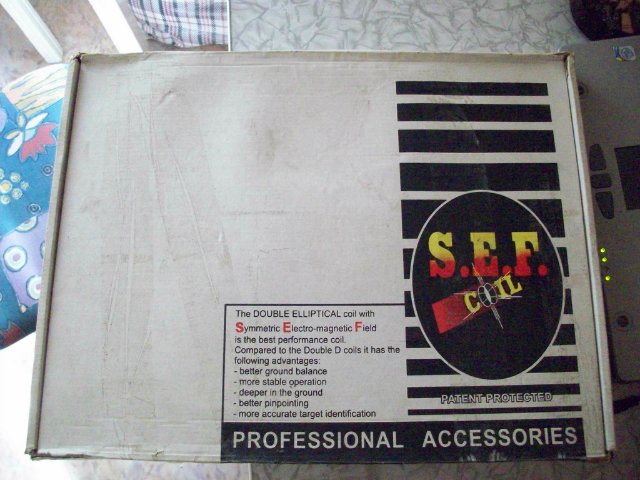 S.E.F.
COIL
The DOUBLE ELLIPTICAL coil with
Symmetric Electro-magnetic Field
is the best performance coil.
Compared to the Double D coils it has the
following advantages:
- better ground balance
- more stable operation
- deeper in the ground
- better pinpointing
- more accurate target identification
PATENT PROTECTED
PROFESSIONAL ACCESSORIES